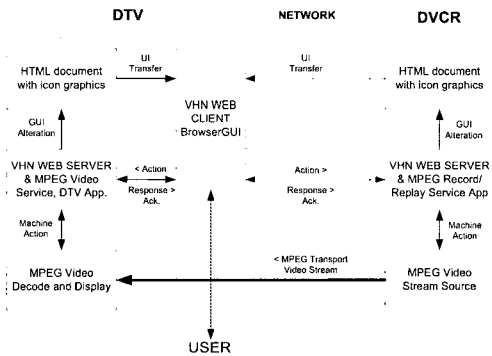 DTV
NETWORK
DVCR
HTML document
with icon graphics
UI
Transfer
UI
Transfer
HTML document
with icon graphics
VHN WEB
CLIENT
BrowserGUI
GUI
Alteration
GUI
Alteration
VHN WEB SERVER
& MPEG Video
Service, DTV App.
< Action
Response >
Ack.
Action >
Response >
Ack.
VHN WEB SERVER
& MPEG Record/
Replay Service App
Machine
Action
Machine
Action
MPEG Video
Decode and Display
< MPEG Transport
Video Stream
MPEG Video
Stream Source
USER